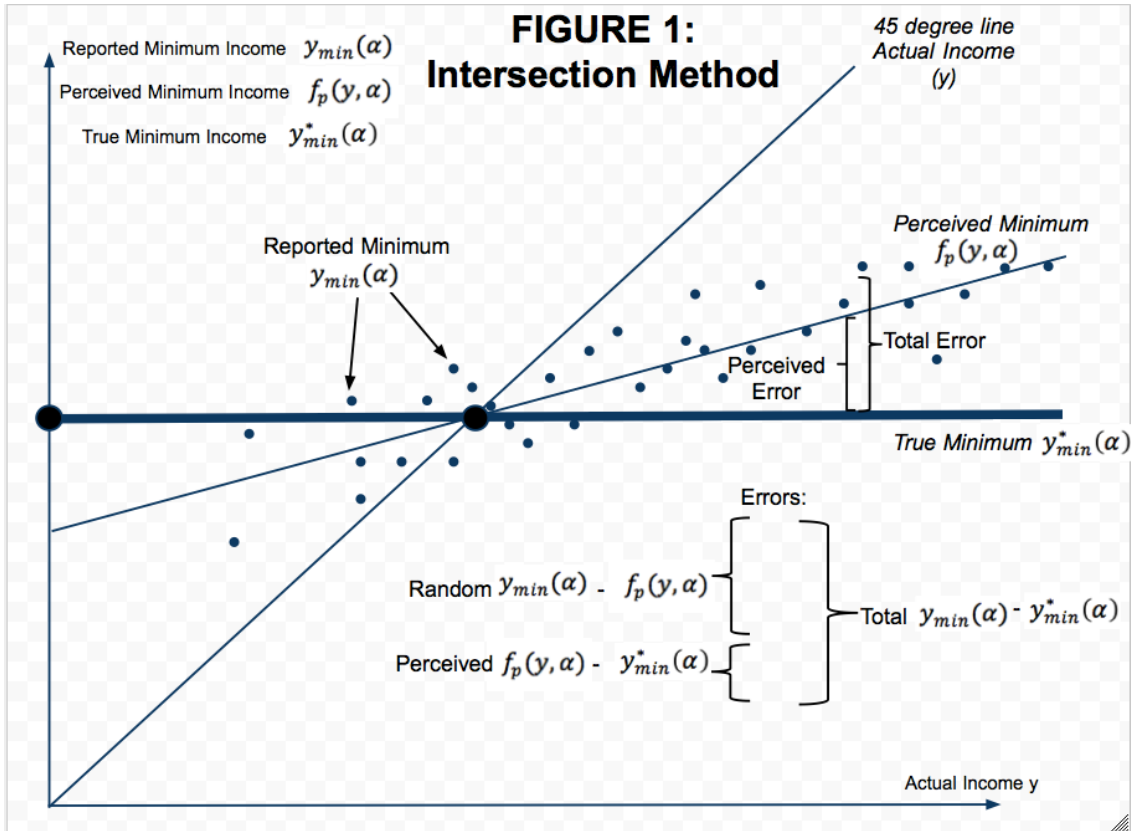 FIGURE 1:
Intersection Method
45 degree line
Actual Income
(y)
Reported Minimum Income y_min(α)
Perceived Minimum Income f_p(y, α)
True Minimum Income y*_min(α)
Reported Minimum
y_min(α)
Perceived Minimum
f_p(y, α)
Total Error
Perceived
Error
True Minimum y*_min(α)
Errors:
Random y_min(α) - f_p(y, α)
Perceived f_p(y, α) - y*_min(α)
Total y_min(α) - y*_min(α)
Actual Income y